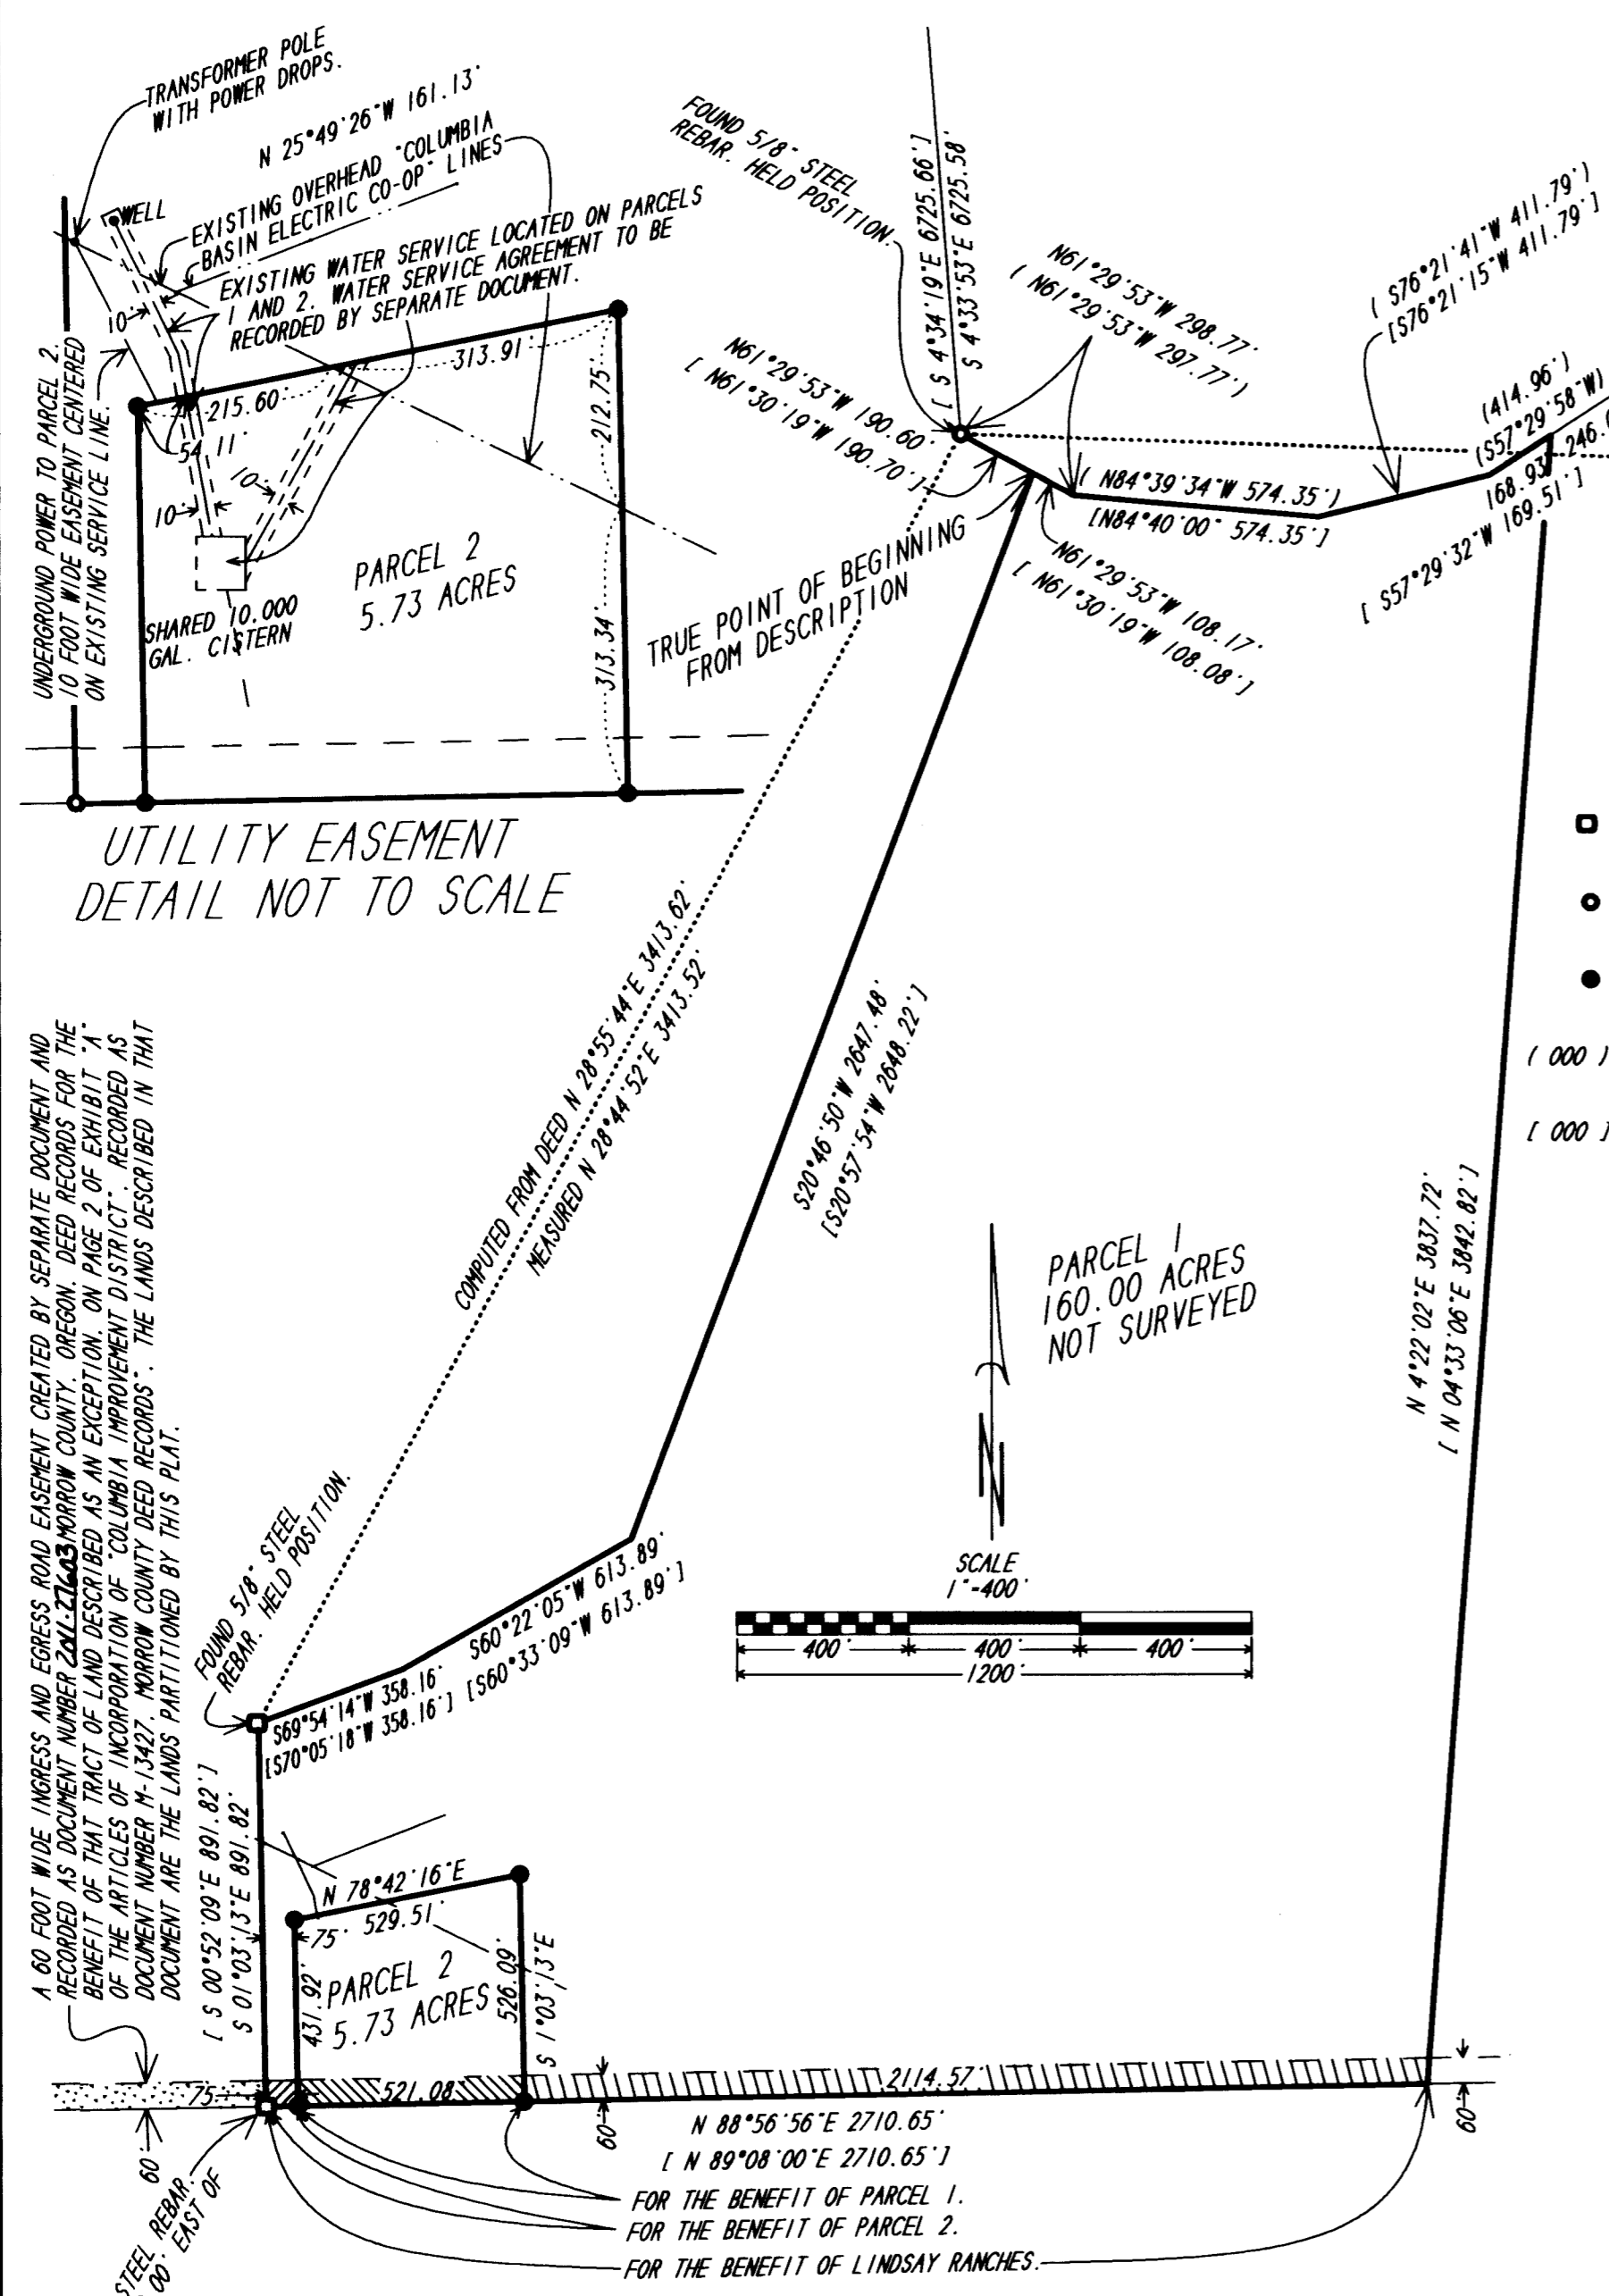 TRANSFORMER POLE
WITH POWER DROPS.
N 25°49'26"W 161.13'
EXISTING OVERHEAD "COLUMBIA
BASIN ELECTRIC CO-OP" LINES
WELL
EXISTING WATER SERVICE LOCATED ON PARCELS
1 AND 2. WATER SERVICE AGREEMENT TO BE
RECORDED BY SEPARATE DOCUMENT.
UNDERGROUND POWER TO PARCEL 2.
10 FOOT WIDE EASEMENT CENTERED
ON EXISTING SERVICE LINE.
10'
313.91'
215.60'
54.11'
212.75'
10'
10'
313.34'
PARCEL 2
5.73 ACRES
SHARED 10,000
GAL. CISTERN
UTILITY EASEMENT
DETAIL NOT TO SCALE
FOUND 5/8" STEEL
REBAR. HELD POSITION.
[ S 4°34'19"E 6725.66']
S 4°33'53"E 6725.58'
N61°29'53"W 298.77'
( N61°29'53"W 297.77')
( S76°21'41"W 411.79')
[S76°21'15"W 411.79']
N61°29'53"W 190.60'
[ N61°30'19"W 190.70']
(414.96')
(S57°29'58"W)
168.93'
246.0
[ S57°29'32"W 169.51']
( N84°39'34"W 574.35')
[N84°40'00" 574.35']
N61°29'53"W 108.17'
[ N61°30'19"W 108.08']
TRUE POINT OF BEGINNING
FROM DESCRIPTION
COMPUTED FROM DEED N 28°55'44"E 3413.62'
MEASURED N 28°44'52"E 3413.52'
S20°46'50"W 2647.48'
[S20°57'54"W 2648.22']
( 000 )
[ 000 ]
N 4°22'02"E 3837.72'
[ N 04°33'06"E 3842.82']
PARCEL 1
160.00 ACRES
NOT SURVEYED
N
SCALE
1"-400'
400' 400' 400'
1200'
A 60 FOOT WIDE INGRESS AND EGRESS ROAD EASEMENT CREATED BY SEPARATE DOCUMENT AND
RECORDED AS DOCUMENT NUMBER 2011-27603 MORROW COUNTY, OREGON, DEED RECORDS FOR THE
BENEFIT OF THAT TRACT OF LAND DESCRIBED AS AN EXCEPTION, ON PAGE 2 OF EXHIBIT "A"
OF THE ARTICLES OF INCORPORATION OF "COLUMBIA IMPROVEMENT DISTRICT", RECORDED AS
DOCUMENT NUMBER M-13427, MORROW COUNTY DEED RECORDS". THE LANDS DESCRIBED IN THAT
DOCUMENT ARE THE LANDS PARTITIONED BY THIS PLAT.
FOUND 5/8" STEEL
REBAR. HELD POSITION.
S60°22'05"W 613.89'
[S60°33'09"W 613.89']
S69°54'14"W 358.16'
[S70°05'18"W 358.16']
[ S 00°52'09"E 891.82']
S 01°03'13"E 891.82'
N 78°42'16"E
529.51'
75'
431.92'
PARCEL 2
5.73 ACRES
526.09'
S 1°03'13"E
75'
521.08'
2114.57'
60'
60'
60'
N 88°56'56"E 2710.65'
[ N 89°08'00"E 2710.65']
FOR THE BENEFIT OF PARCEL 1.
FOR THE BENEFIT OF PARCEL 2.
FOR THE BENEFIT OF LINDSAY RANCHES.
STEEL REBAR.
00' EAST OF